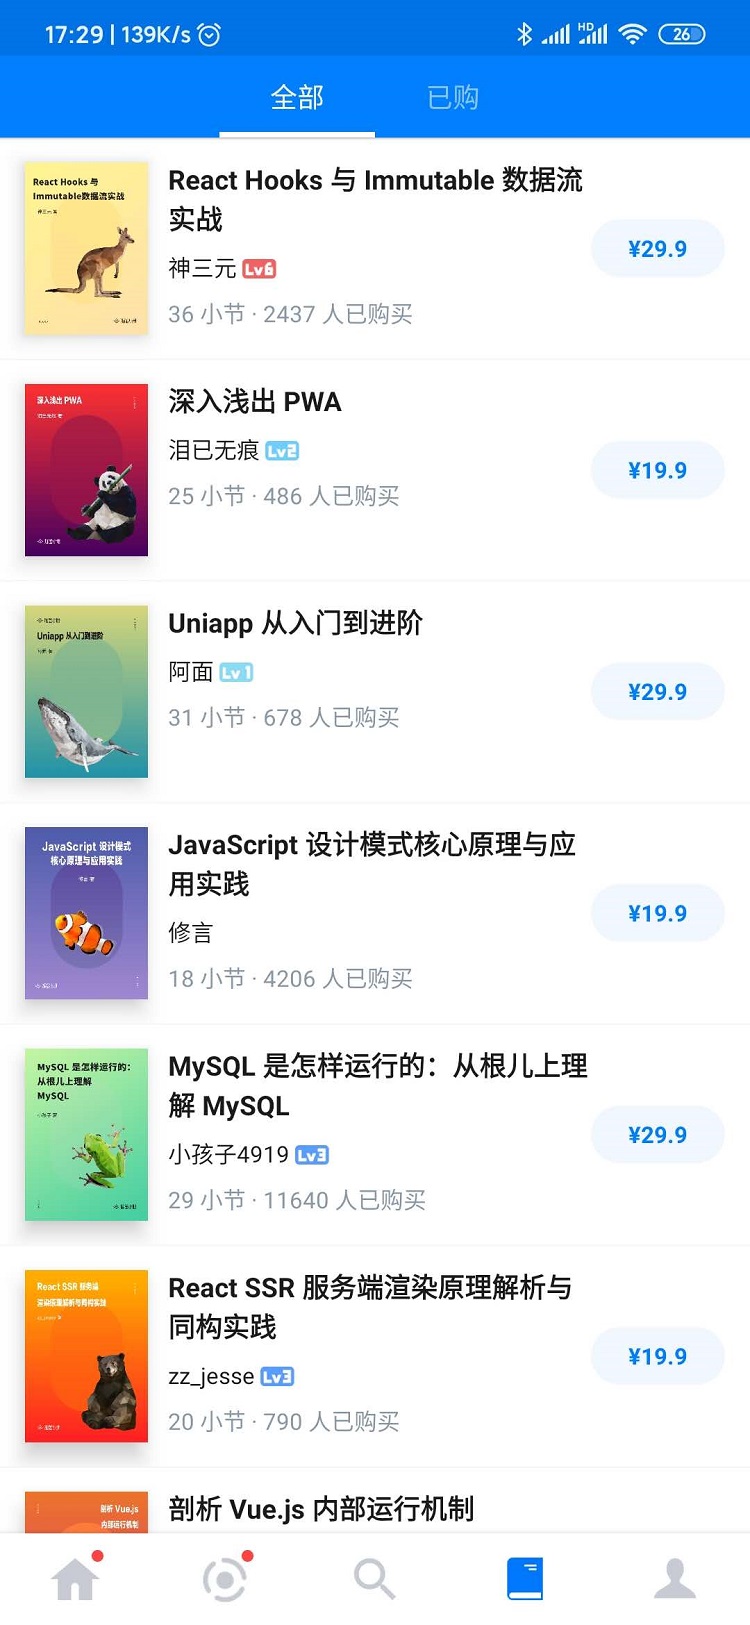 17:29 | 139K/s
HD
26
全部
已购
React Hooks 与
Immutable数据流实战
神三元 著
React Hooks 与 Immutable 数据流
实战
神三元 Lv6
36 小节 · 2437 人已购买
¥29.9
深入浅出 PWA
深入浅出 PWA
泪已无痕 Lv2
25 小节 · 486 人已购买
¥19.9
Uniapp 从入门到进阶
Uniapp 从入门到进阶
阿面 Lv1
31 小节 · 678 人已购买
¥29.9
JavaScript 设计模式
核心原理与应用实践
修言 著
JavaScript 设计模式核心原理与应
用实践
修言
18 小节 · 4206 人已购买
¥19.9
MySQL 是怎样运行的：
从根儿上理解
MySQL
MySQL 是怎样运行的：从根儿上理
解 MySQL
小孩子4919 Lv3
29 小节 · 11640 人已购买
¥29.9
React SSR 服务端
渲染原理解析与同构实践
React SSR 服务端渲染原理解析与
同构实践
zz_jesse Lv3
20 小节 · 790 人已购买
¥19.9
剖析 Vue.js
内部运行机制
剖析 Vue.js 内部运行机制